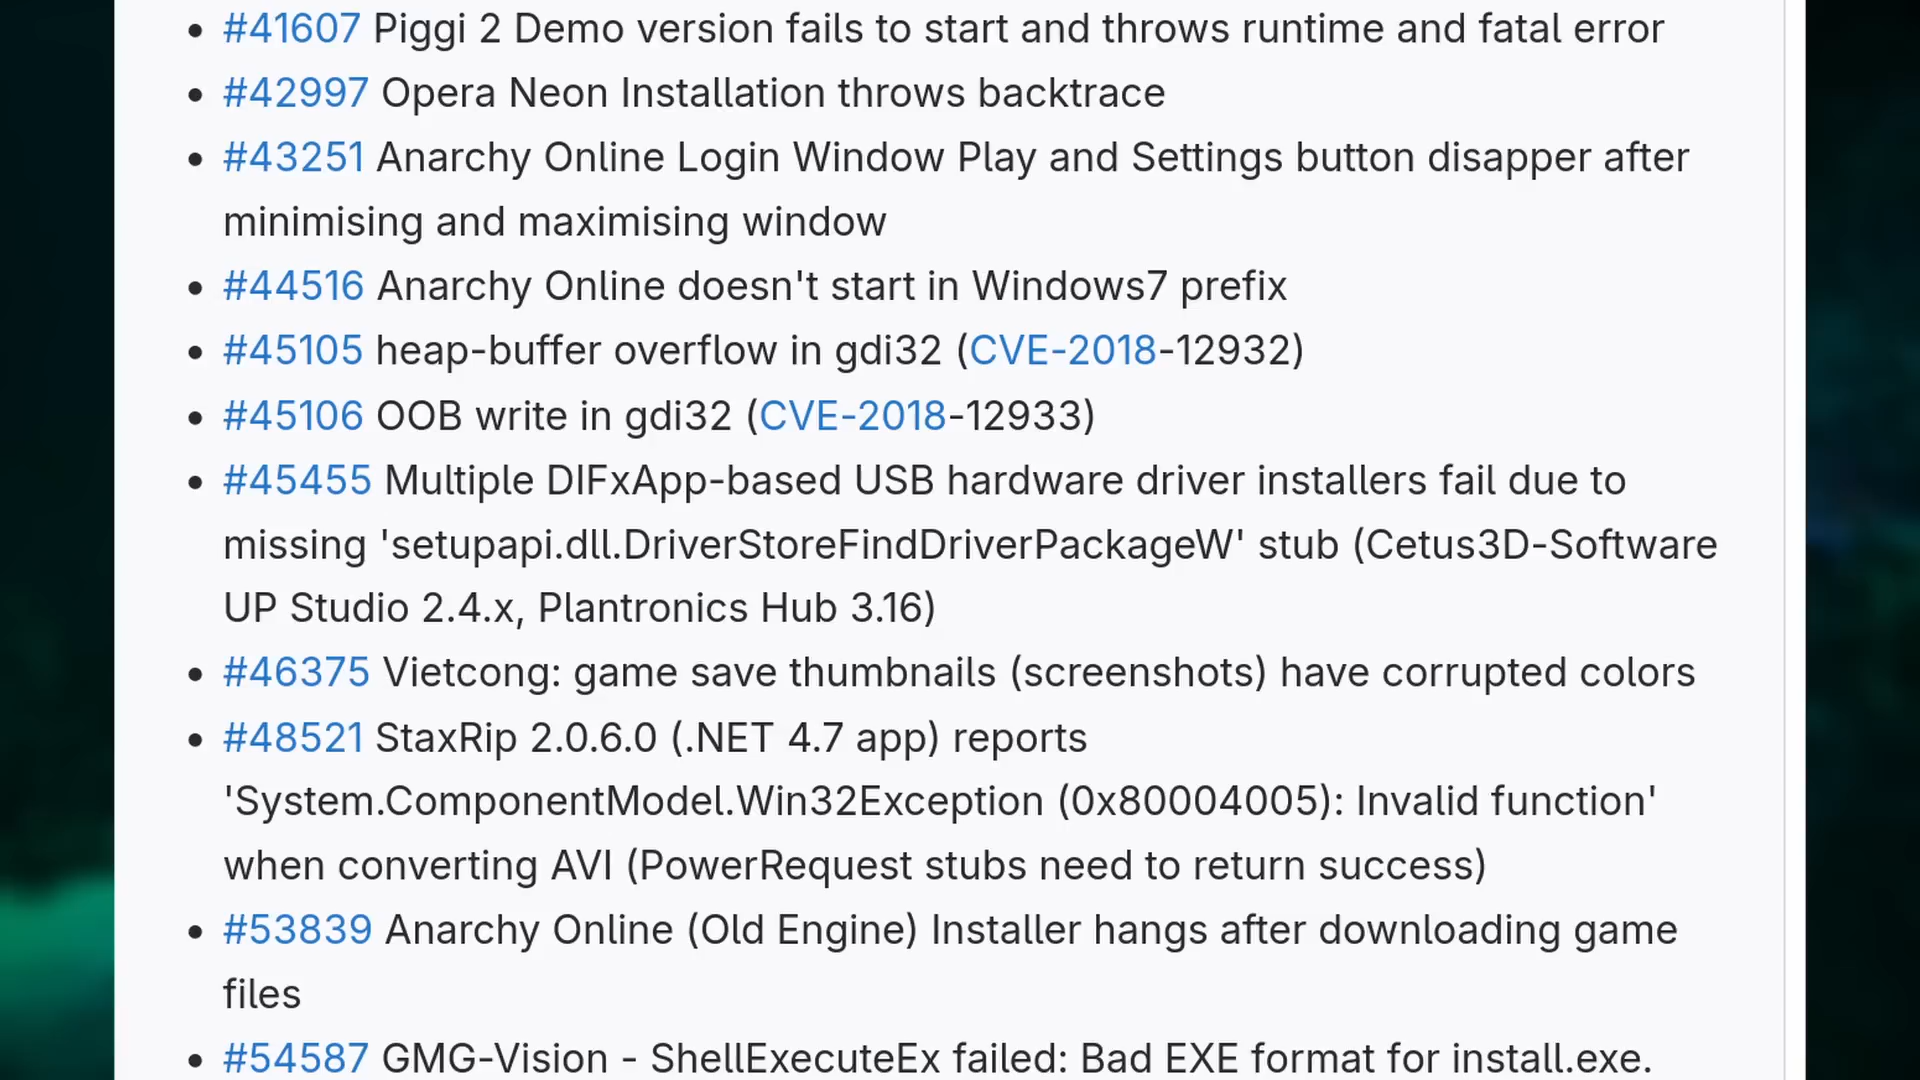 #41607 Piggi 2 Demo version fails to start and throws runtime and fatal error
#42997 Opera Neon Installation throws backtrace
#43251 Anarchy Online Login Window Play and Settings button disapper after
minimising and maximising window
#44516 Anarchy Online doesn't start in Windows7 prefix
#45105 heap-buffer overflow in gdi32 (CVE-2018-12932)
#45106 OOB write in gdi32 (CVE-2018-12933)
#45455 Multiple DIFxApp-based USB hardware driver installers fail due to
missing 'setupapi.dll.DriverStoreFindDriverPackageW' stub (Cetus3D-Software
UP Studio 2.4.x, Plantronics Hub 3.16)
#46375 Vietcong: game save thumbnails (screenshots) have corrupted colors
#48521 StaxRip 2.0.6.0 (.NET 4.7 app) reports
'System.ComponentModel.Win32Exception (0x80004005): Invalid function'
when converting AVI (PowerRequest stubs need to return success)
#53839 Anarchy Online (Old Engine) Installer hangs after downloading game
files
#54587 GMG-Vision - ShellExecuteEx failed: Bad EXE format for install.exe.